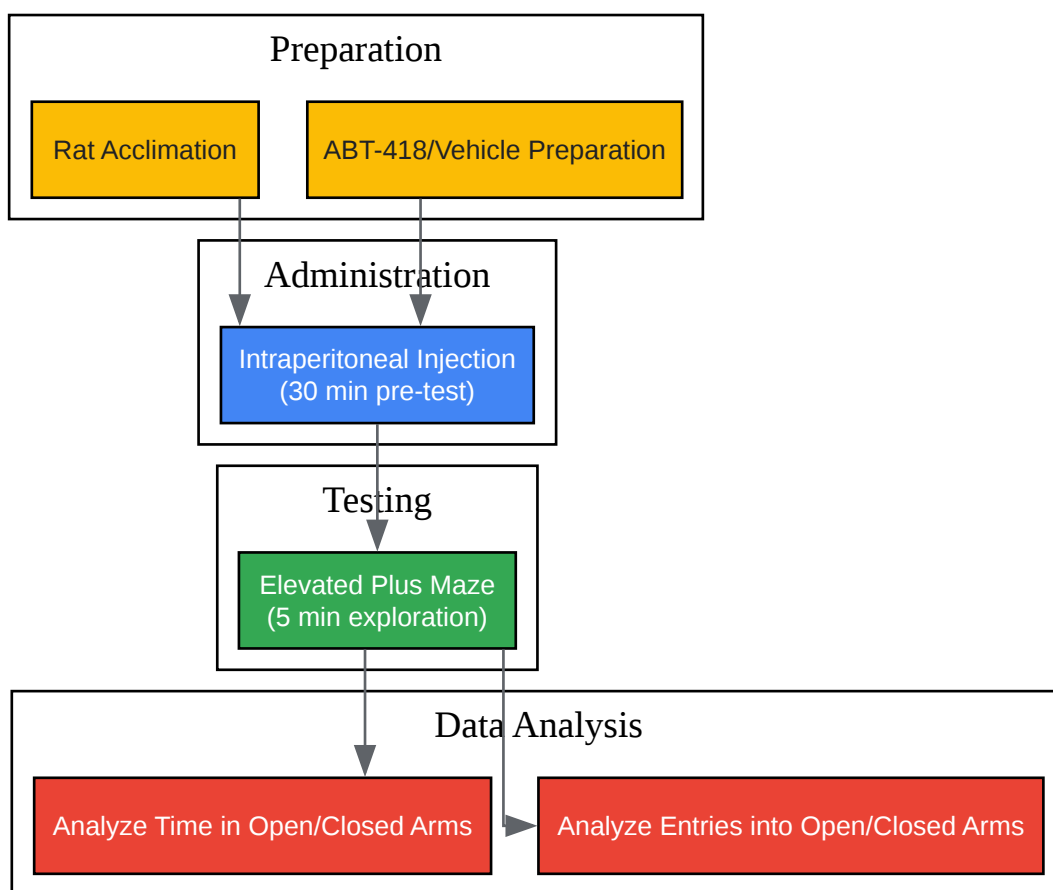 Preparation
Rat Acclimation
ABT-418/Vehicle Preparation
Administration
Intraperitoneal Injection
(30 min pre-test)
Testing
Elevated Plus Maze
(5 min exploration)
Data Analysis
Analyze Time in Open/Closed Arms
Analyze Entries into Open/Closed Arms